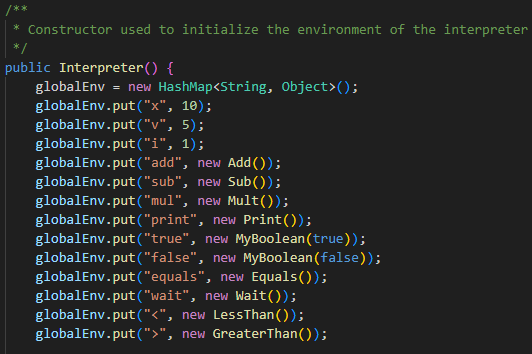 /**
 * Constructor used to initialize the environment of the interpreter
 */
public Interpreter() {
    globalEnv = new HashMap<String, Object>();
    globalEnv.put("x", 10);
    globalEnv.put("v", 5);
    globalEnv.put("i", 1);
    globalEnv.put("add", new Add());
    globalEnv.put("sub", new Sub());
    globalEnv.put("mul", new Mult());
    globalEnv.put("print", new Print());
    globalEnv.put("true", new MyBoolean(true));
    globalEnv.put("false", new MyBoolean(false));
    globalEnv.put("equals", new Equals());
    globalEnv.put("wait", new Wait());
    globalEnv.put("<", new LessThan());
    globalEnv.put(">", new GreaterThan());